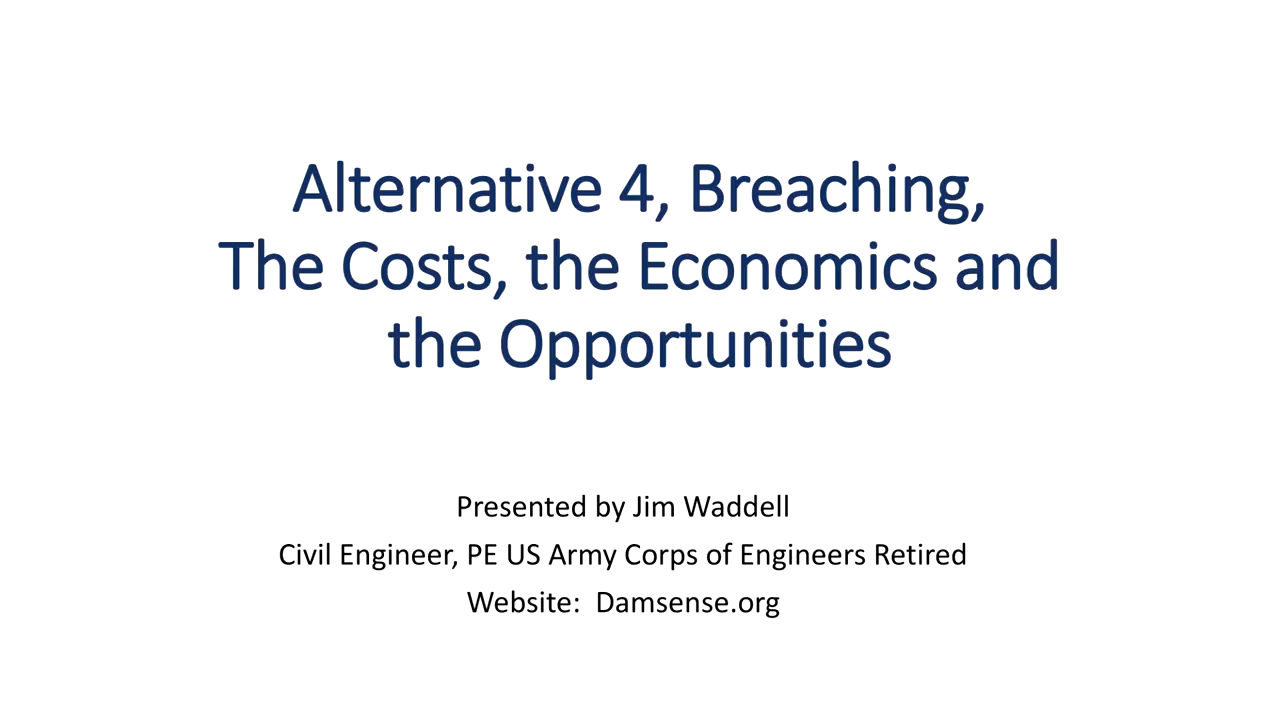 Alternative 4, Breaching,
The Costs, the Economics and
the Opportunities
Presented by Jim Waddell
Civil Engineer, PE US Army Corps of Engineers Retired
Website:  Damsense.org